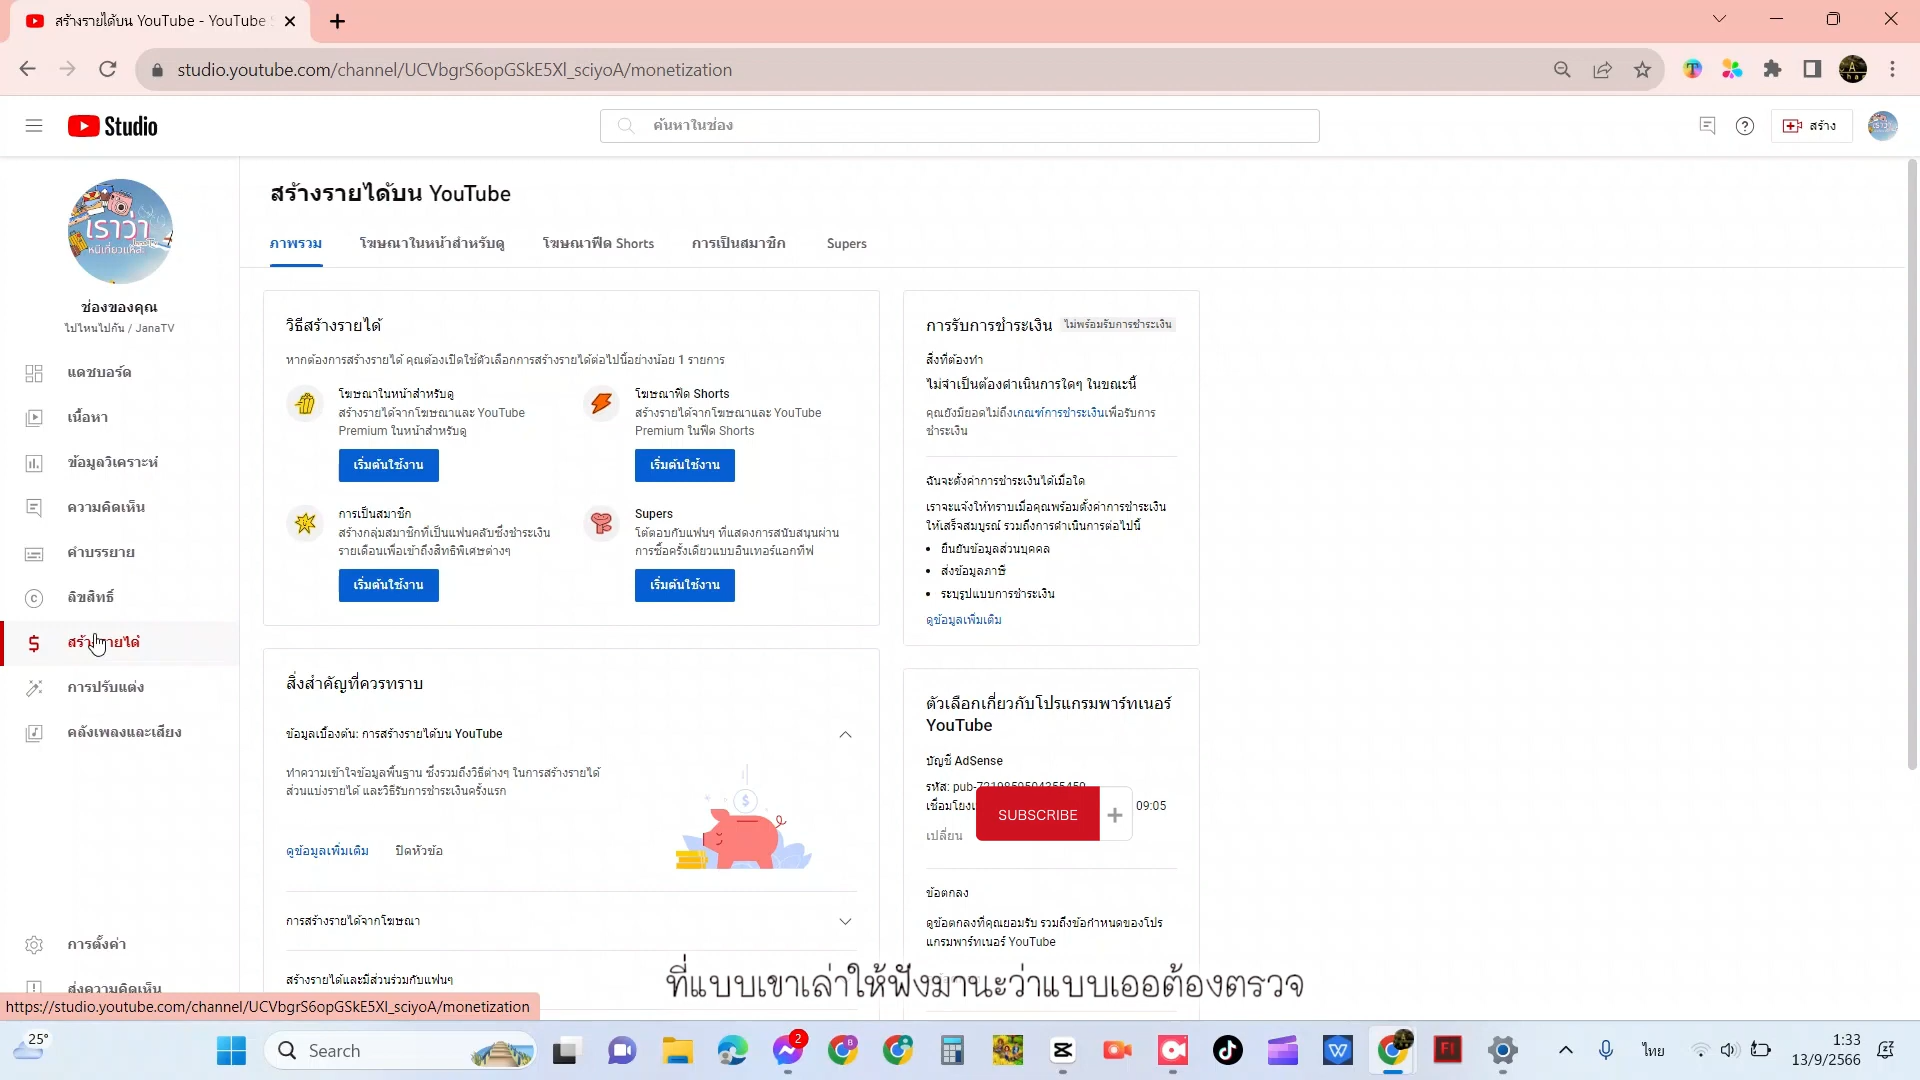 สร้างรายได้บน YouTube - YouTube S
studio.youtube.com/channel/UCVbgrS6opGSkE5Xl_sciyoA/monetization
Studio
ค้นหาในช่อง
สร้าง
เราว่า
หนีเที่ยวแหล่ะ
ช่องของคุณ
ไปไหนไปกัน / JanaTV
แดชบอร์ด
เนื้อหา
ข้อมูลวิเคราะห์
ความคิดเห็น
คำบรรยาย
ลิขสิทธิ์
สร้างรายได้
การปรับแต่ง
คลังเพลงและเสียง
การตั้งค่า
ส่งความคิดเห็น
สร้างรายได้บน YouTube
ภาพรวม
โฆษณาในหน้าสำหรับดู
โฆษณาฟีด Shorts
การเป็นสมาชิก
Supers
วิธีสร้างรายได้
หากต้องการสร้างรายได้ คุณต้องเปิดใช้ตัวเลือกการสร้างรายได้ต่อไปนี้อย่างน้อย 1 รายการ
โฆษณาในหน้าสำหรับดู
สร้างรายได้จากโฆษณาและ YouTube
Premium ในหน้าสำหรับดู
เริ่มต้นใช้งาน
โฆษณาฟีด Shorts
สร้างรายได้จากโฆษณาและ YouTube
Premium ในฟีด Shorts
เริ่มต้นใช้งาน
การเป็นสมาชิก
สร้างกลุ่มสมาชิกที่เป็นแฟนคลับซึ่งชำระเงิน
รายเดือนเพื่อเข้าถึงสิทธิพิเศษต่างๆ
เริ่มต้นใช้งาน
Supers
โต้ตอบกับแฟนๆ ที่แสดงการสนับสนุนผ่าน
การซื้อครั้งเดียวแบบอินเทอร์แอกทีฟ
เริ่มต้นใช้งาน
สิ่งสำคัญที่ควรทราบ
ข้อมูลเบื้องต้น: การสร้างรายได้บน YouTube
ทำความเข้าใจข้อมูลพื้นฐาน ซึ่งรวมถึงวิธีต่างๆ ในการสร้างรายได้
ส่วนแบ่งรายได้ และวิธีรับการชำระเงินครั้งแรก
ดูข้อมูลเพิ่มเติม
ปิดหัวข้อ
การสร้างรายได้จากโฆษณา
สร้างรายได้และมีส่วนร่วมกับแฟนๆ
การรับการชำระเงิน
ไม่พร้อมรับการชำระเงิน
สิ่งที่ต้องทำ
ไม่จำเป็นต้องดำเนินการใดๆ ในขณะนี้
คุณยังมียอดไม่ถึงเกณฑ์การชำระเงินเพื่อรับการ
ชำระเงิน
ฉันจะตั้งค่าการชำระเงินได้เมื่อใด
เราจะแจ้งให้ทราบเมื่อคุณพร้อมตั้งค่าการชำระเงิน
ให้เสร็จสมบูรณ์ รวมถึงการดำเนินการต่อไปนี้
• ยืนยันข้อมูลส่วนบุคคล
• ส่งข้อมูลภาษี
• ระบุรูปแบบการชำระเงิน
ดูข้อมูลเพิ่มเติม
ตัวเลือกเกี่ยวกับโปรแกรมพาร์ทเนอร์
YouTube
บัญชี AdSense
รหัส:
เชื่อมโยง 09:05
SUBSCRIBE
เปลี่ยน
ข้อตกลง
ดูข้อตกลงที่คุณยอมรับ รวมถึงข้อกำหนดของโปร
แกรมพาร์ทเนอร์ YouTube
ที่แบบเขาเล่าให้ฟังมานะว่าแบบเออต้องตรวจ
https://studio.youtube.com/channel/UCVbgrS6opGSkE5Xl_sciyoA/monetization
25°
Search
2
ไทย
1:33
13/9/2566